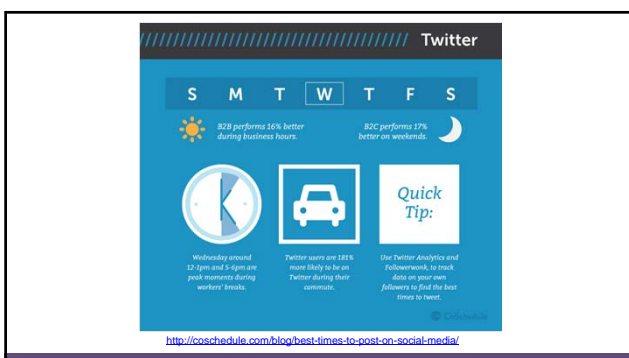 Twitter
S M T W T F S
B2B performs 16% better
during business hours.
B2C performs 17%
better on weekends.
Quick
Tip:
Wednesday around
12-1pm and 5-6pm are
peak moments during
workers' breaks.
Twitter users are 181%
more likely to be on
Twitter during their
commute.
Use Twitter Analytics and
Followerwonk, to track
data on your own
followers to find the best
times to tweet.
CoSchedule
http://coschedule.com/blog/best-times-to-post-on-social-media/